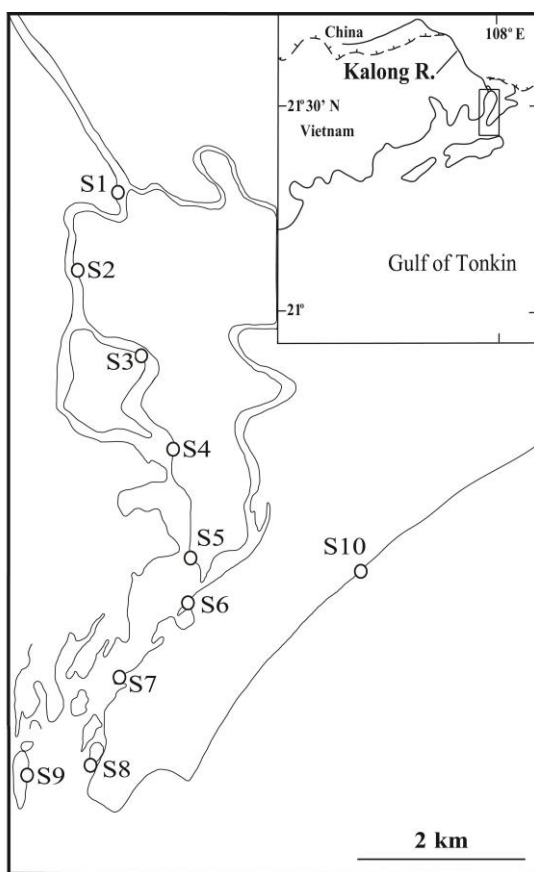 China
108° E
Kalong R.
21°30' N
Vietnam
Gulf of Tonkin
21°
S1
S2
S3
S4
S5
S10
S6
S7
S8
S9
2 km